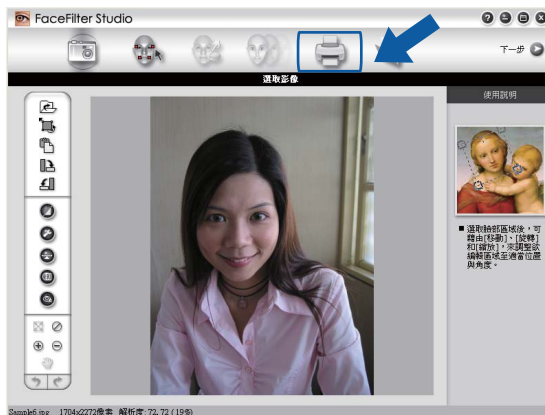 FaceFilter Studio
下一步
選取影像
使用說明
■ 選取臉部區域後，可
藉由[移動]、[旋轉]
和[縮放]，來調整欲
編輯區域至適當位置
與角度。
Sample6.jpg 1704x2272像素 解析度: 72, 72 ( 19%)